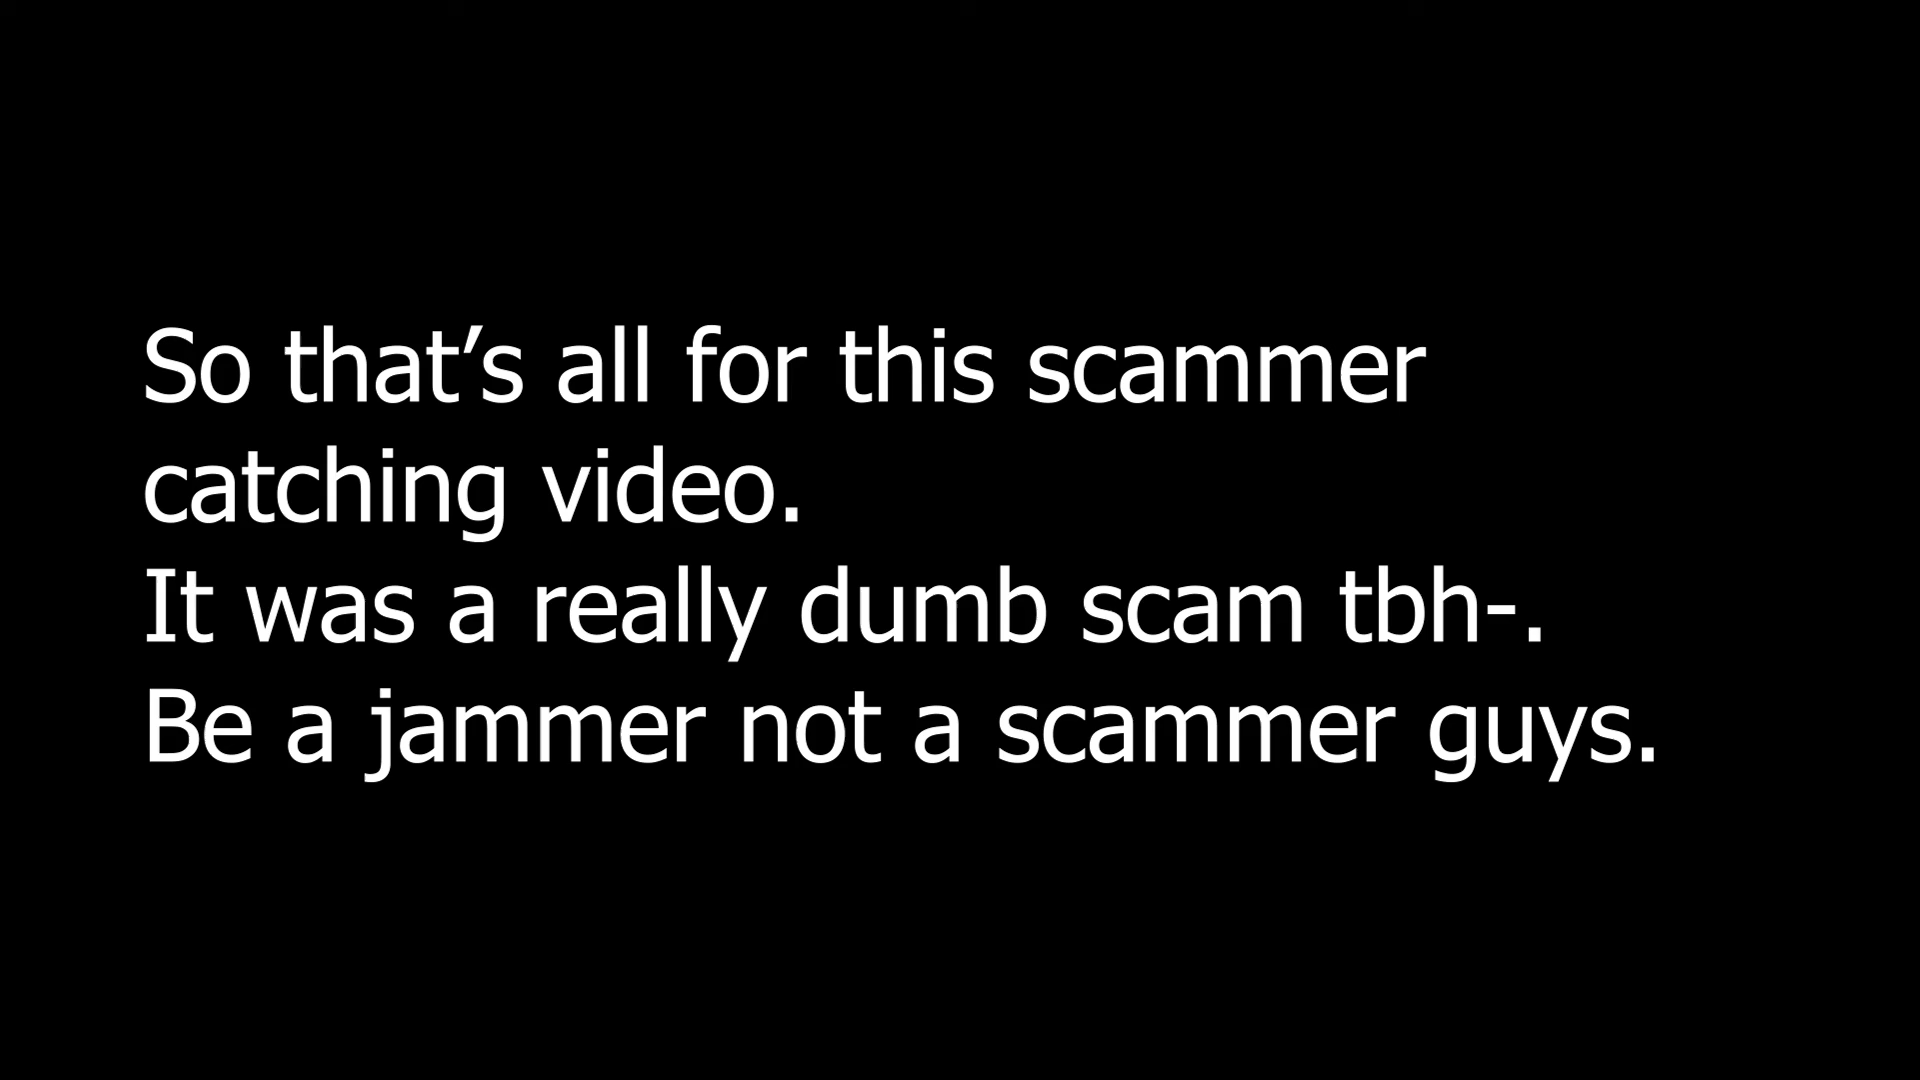 So that’s all for this scammer
catching video.
It was a really dumb scam tbh-.
Be a jammer not a scammer guys.